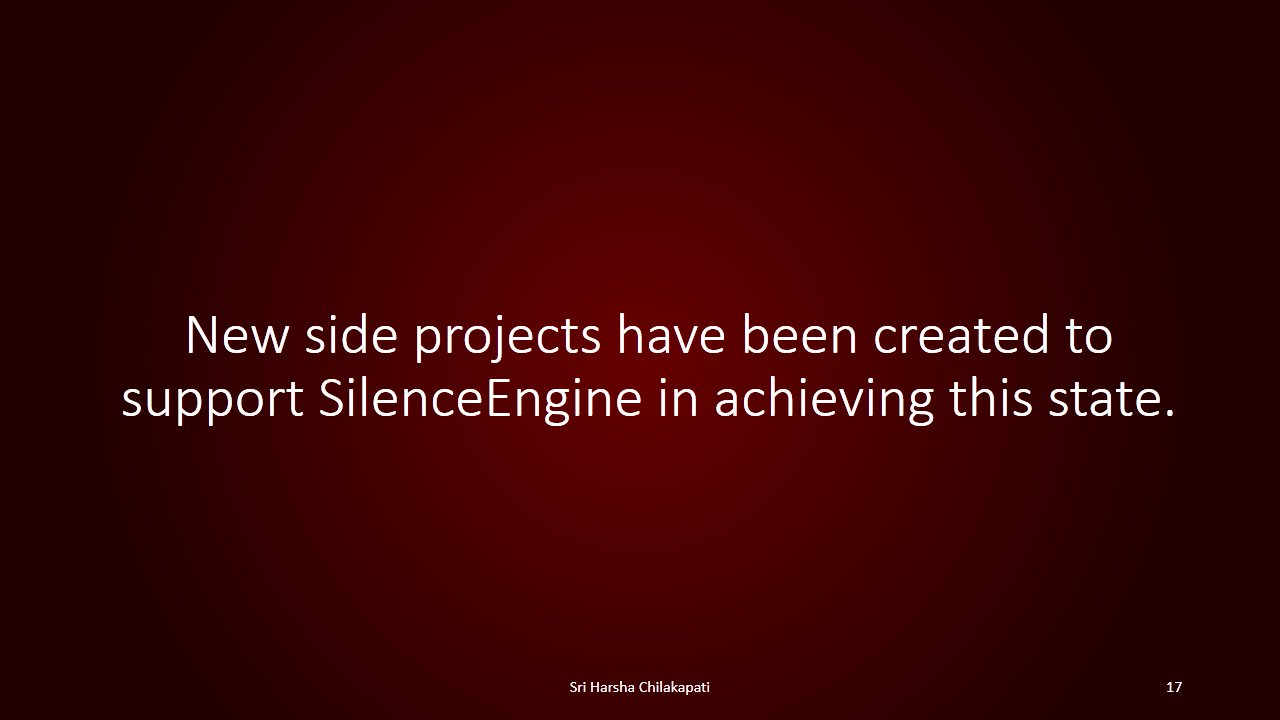 New side projects have been created to
support SilenceEngine in achieving this state.
Sri Harsha Chilakapati
17